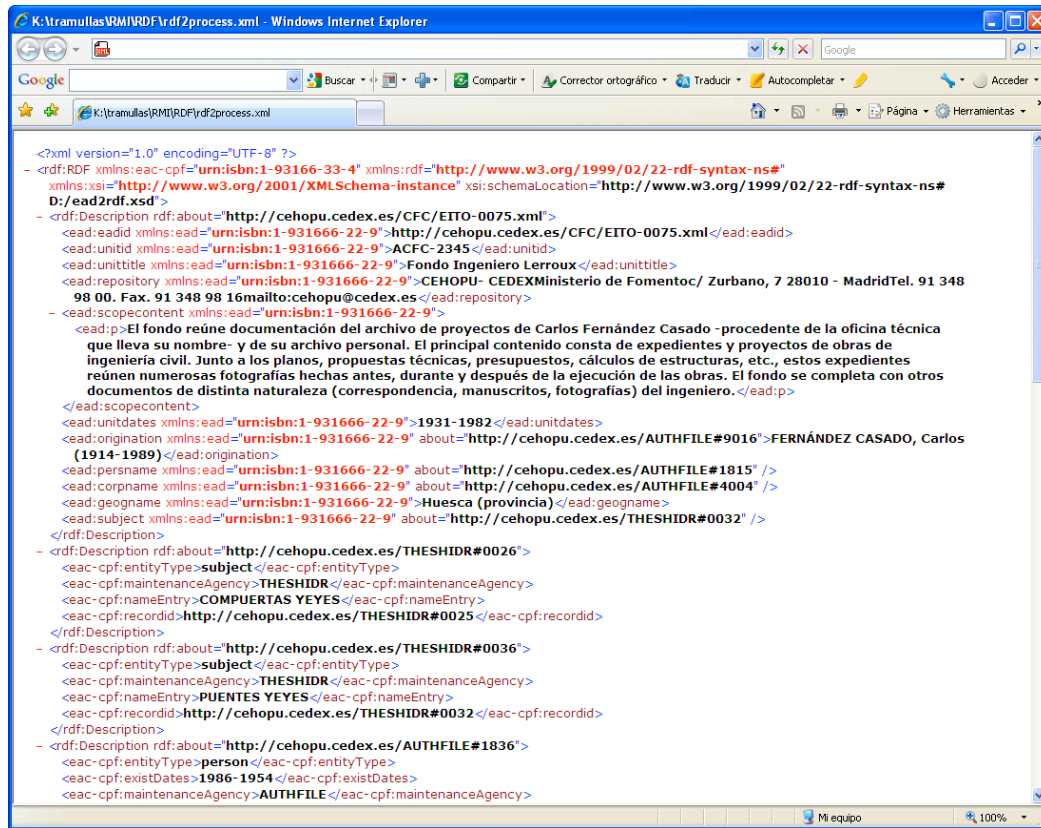 K:\tramullas\RMI\RDF\rdf2process.xml - Windows Internet Explorer
Google
Google
Buscar
Compartir
Corrector ortográfico
Traducir
Autocompletar
Acceder
K:\tramullas\RMI\RDF\rdf2process.xml
Página
Herramientas
<?xml version="1.0" encoding="UTF-8" ?>
- <rdf:RDF xmlns:eac-cpf="urn:isbn:1-93166-33-4" xmlns:rdf="http://www.w3.org/1999/02/22-rdf-syntax-ns#"
xmlns:xsi="http://www.w3.org/2001/XMLSchema-instance" xsi:schemaLocation="http://www.w3.org/1999/02/22-rdf-syntax-ns#
D:/ead2rdf.xsd">
- <rdf:Description rdf:about="http://cehopu.cedex.es/CFC/EITO-0075.xml">
<ead:eadid xmlns:ead="urn:isbn:1-931666-22-9">http://cehopu.cedex.es/CFC/EITO-0075.xml</ead:eadid>
<ead:unitid xmlns:ead="urn:isbn:1-931666-22-9">ACFC-2345</ead:unitid>
<ead:unittitle xmlns:ead="urn:isbn:1-931666-22-9">Fondo Ingeniero Lerroux</ead:unittitle>
<ead:repository xmlns:ead="urn:isbn:1-931666-22-9">CEHOPU- CEDEXMinisterio de Fomentoc/ Zurbano, 7 28010 - MadridTel. 91 348
98 00. Fax. 91 348 98 16mailto:cehopu@cedex.es</ead:repository>
- <ead:scopecontent xmlns:ead="urn:isbn:1-931666-22-9">
<ead:p>El fondo reúne documentación del archivo de proyectos de Carlos Fernández Casado -procedente de la oficina técnica
que lleva su nombre- y de su archivo personal. El principal contenido consta de expedientes y proyectos de obras de
ingeniería civil. Junto a los planos, propuestas técnicas, presupuestos, cálculos de estructuras, etc., estos expedientes
reúnen numerosas fotografías hechas antes, durante y después de la ejecución de las obras. El fondo se completa con otros
documentos de distinta naturaleza (correspondencia, manuscritos, fotografías) del ingeniero.</ead:p>
</ead:scopecontent>
<ead:unitdates xmlns:ead="urn:isbn:1-931666-22-9">1931-1982</ead:unitdates>
<ead:origination xmlns:ead="urn:isbn:1-931666-22-9" about="http://cehopu.cedex.es/AUTHFILE#9016">FERNÁNDEZ CASADO, Carlos
(1914-1989)</ead:origination>
<ead:persname xmlns:ead="urn:isbn:1-931666-22-9" about="http://cehopu.cedex.es/AUTHFILE#1815" />
<ead:corpname xmlns:ead="urn:isbn:1-931666-22-9" about="http://cehopu.cedex.es/AUTHFILE#4004" />
<ead:geogname xmlns:ead="urn:isbn:1-931666-22-9">Huesca (provincia)</ead:geogname>
<ead:subject xmlns:ead="urn:isbn:1-931666-22-9" about="http://cehopu.cedex.es/THESHIDR#0032" />
</rdf:Description>
- <rdf:Description rdf:about="http://cehopu.cedex.es/THESHIDR#0026">
<eac-cpf:entityType>subject</eac-cpf:entityType>
<eac-cpf:maintenanceAgency>THESHIDR</eac-cpf:maintenanceAgency>
<eac-cpf:nameEntry>COMPUERTAS YEYES</eac-cpf:nameEntry>
<eac-cpf:recordid>http://cehopu.cedex.es/THESHIDR#0025</eac-cpf:recordid>
</rdf:Description>
- <rdf:Description rdf:about="http://cehopu.cedex.es/THESHIDR#0036">
<eac-cpf:entityType>subject</eac-cpf:entityType>
<eac-cpf:maintenanceAgency>THESHIDR</eac-cpf:maintenanceAgency>
<eac-cpf:nameEntry>PUENTES YEYES</eac-cpf:nameEntry>
<eac-cpf:recordid>http://cehopu.cedex.es/THESHIDR#0032</eac-cpf:recordid>
</rdf:Description>
- <rdf:Description rdf:about="http://cehopu.cedex.es/AUTHFILE#1836">
<eac-cpf:entityType>person</eac-cpf:entityType>
<eac-cpf:existDates>1986-1954</eac-cpf:existDates>
<eac-cpf:maintenanceAgency>AUTHFILE</eac-cpf:maintenanceAgency>
Mi equipo
100%